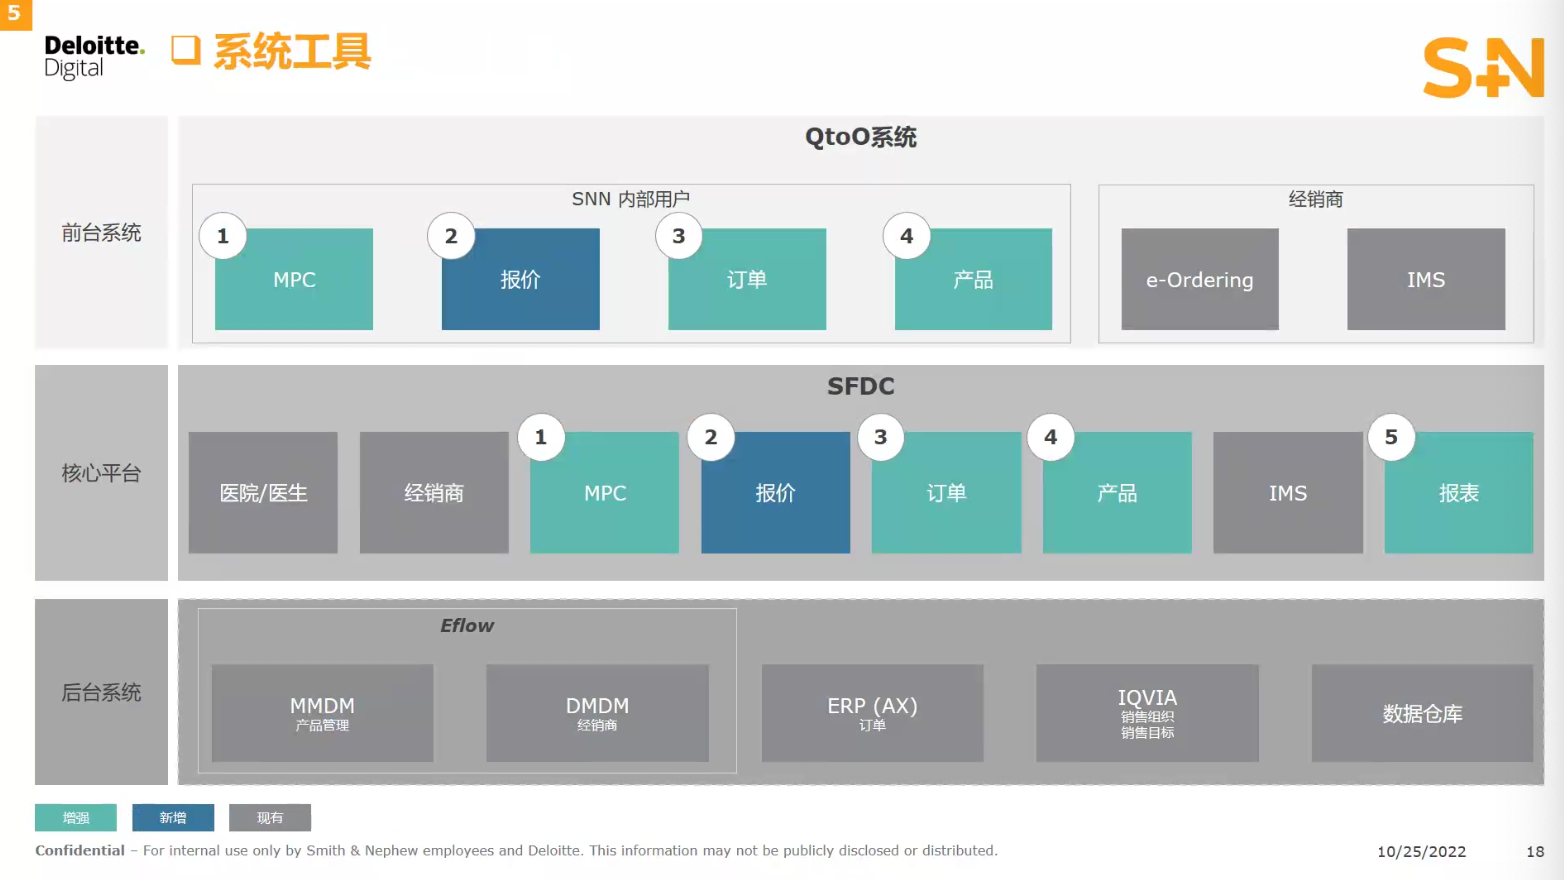 5
Deloitte.
Digital
系统工具
S+N
QtoO系统
前台系统
SNN 内部用户
1
MPC
2
报价
3
订单
4
产品
经销商
e-Ordering
IMS
SFDC
核心平台
医院/医生
经销商
1
MPC
2
报价
3
订单
4
产品
IMS
5
报表
后台系统
Eflow
MMDM
产品管理
DMDM
经销商
ERP (AX)
订单
IQVIA
销售组织
销售目标
数据仓库
增强
新增
现有
Confidential – For internal use only by Smith & Nephew employees and Deloitte. This information may not be publicly disclosed or distributed.
10/25/2022
18